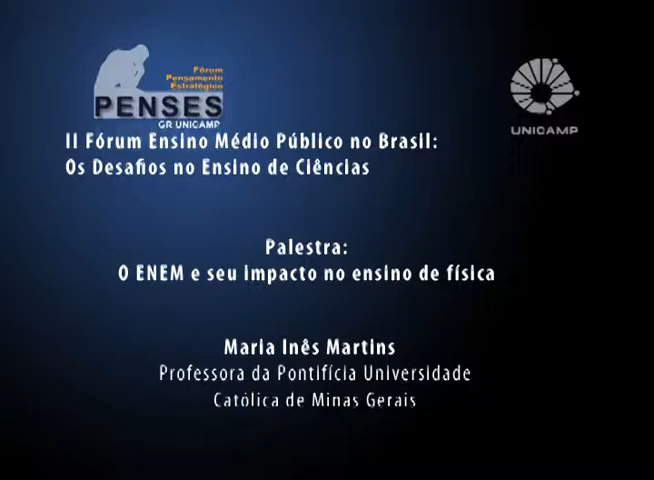 Fórum
Pensamento
Estratégico
PENSES
GR UNICAMP
UNICAMP
II Fórum Ensino Médio Público no Brasil:
Os Desafios no Ensino de Ciências
Palestra:
O ENEM e seu impacto no ensino de física
Maria Inês Martins
Professora da Pontifícia Universidade
Católica de Minas Gerais